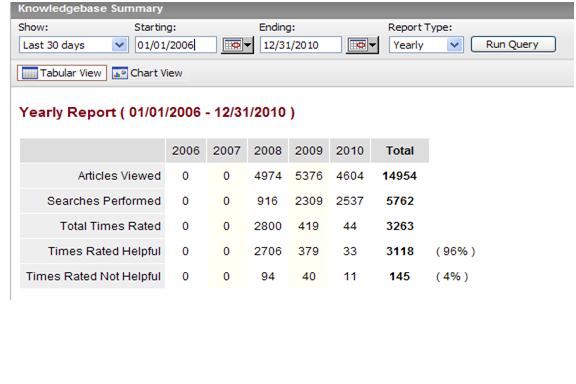 Knowledgebase Summary
Show: Starting: Ending: Report Type:
Last 30 days 01/01/2006 12/31/2010 Yearly Run Query
Tabular View Chart View
Yearly Report ( 01/01/2006 - 12/31/2010 )
2006 2007 2008 2009 2010 Total
Articles Viewed 0 0 4974 5376 4604 14954
Searches Performed 0 0 916 2309 2537 5762
Total Times Rated 0 0 2800 419 44 3263
Times Rated Helpful 0 0 2706 379 33 3118 ( 96% )
Times Rated Not Helpful 0 0 94 40 11 145 ( 4% )